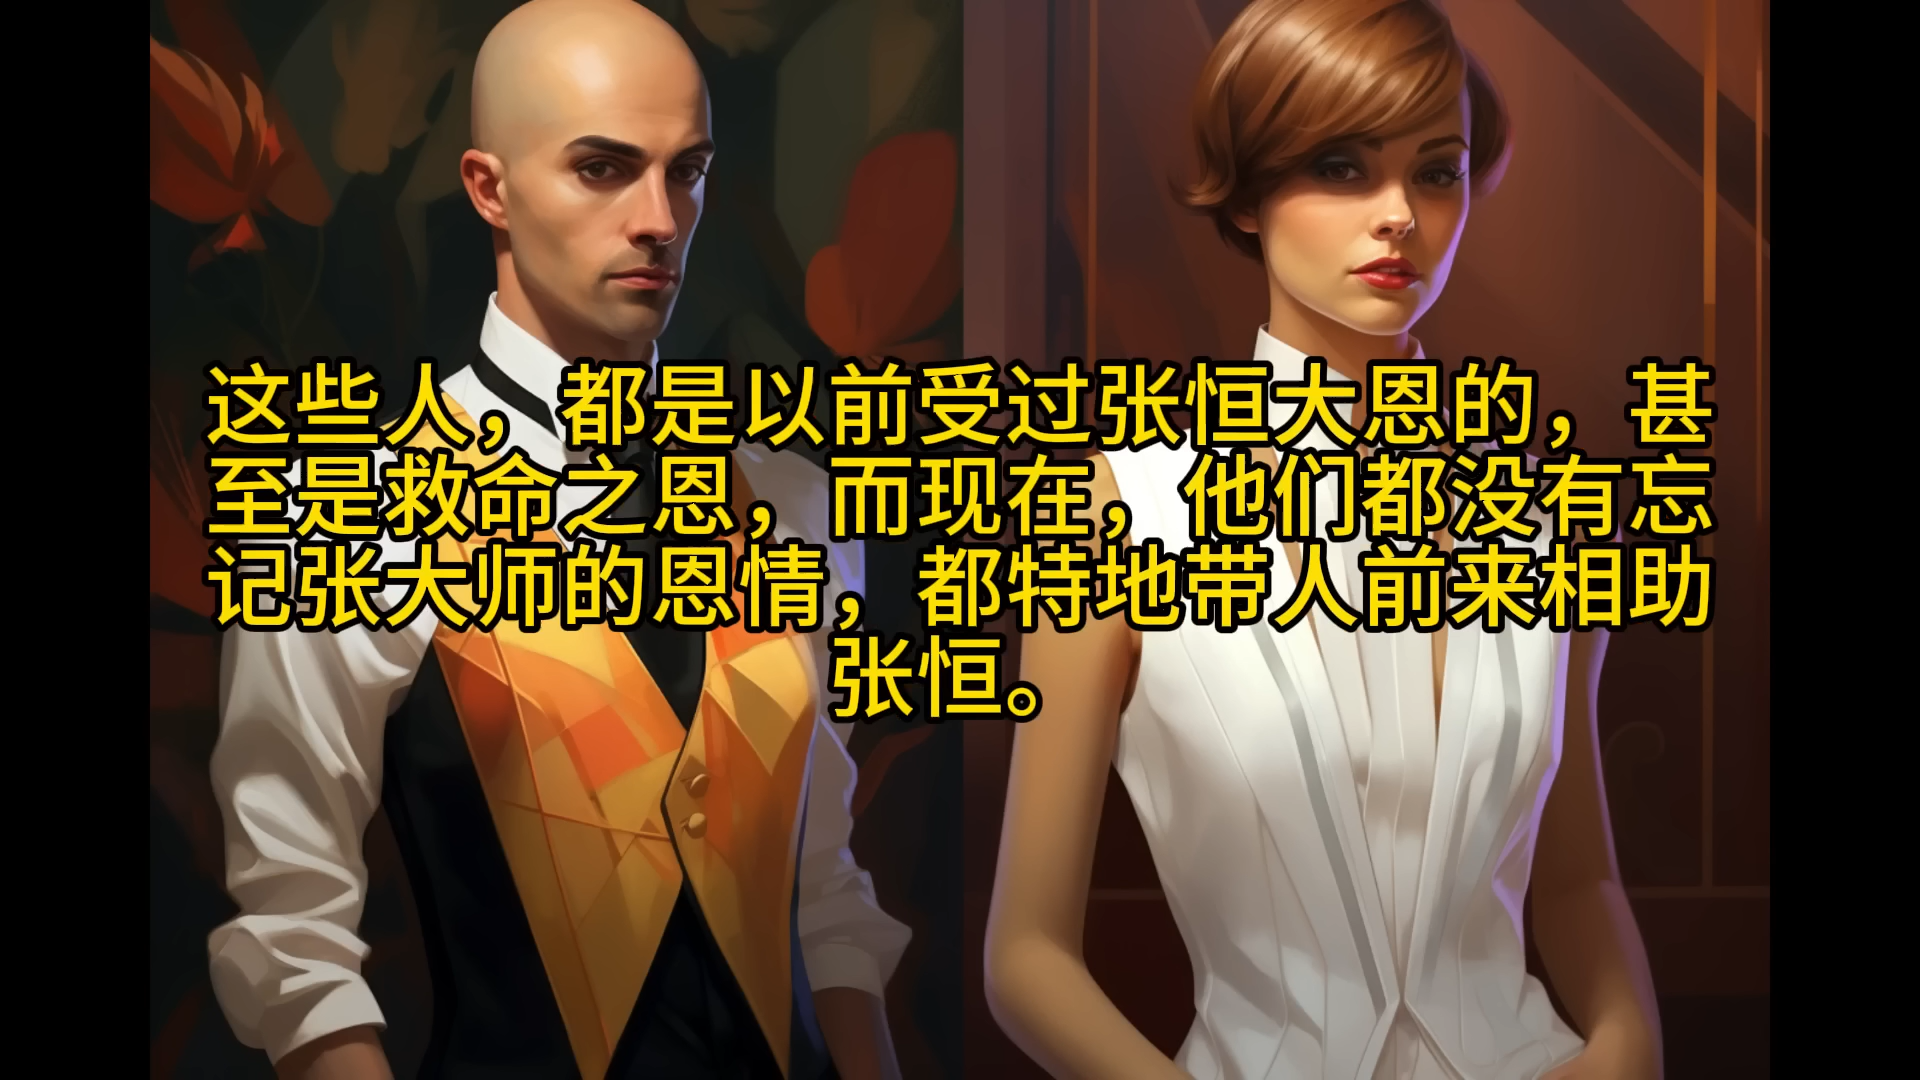 这些人，都是以前受过张恒大恩的，甚
至是救命之恩，而现在，他们都没有忘
记张大师的恩情，都特地带人前来相助
张恒。